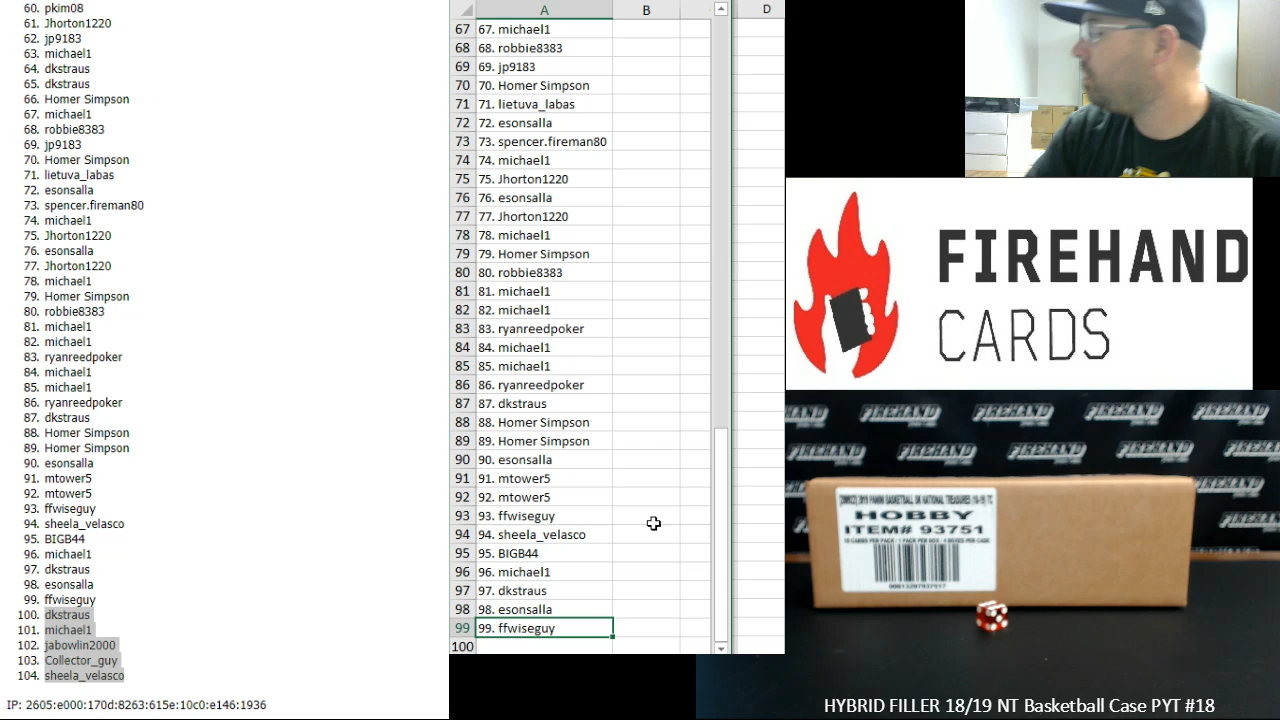 60. pkim08
61. Jhorton1220
62. jp9183
63. michael1
64. dkstraus
65. dkstraus
66. Homer Simpson
67. michael1
68. robbie8383
69. jp9183
70. Homer Simpson
71. lietuva_labas
72. esonsalla
73. spencer.fireman80
74. michael1
75. Jhorton1220
76. esonsalla
77. Jhorton1220
78. michael1
79. Homer Simpson
80. robbie8383
81. michael1
82. michael1
83. ryanreedpoker
84. michael1
85. michael1
86. ryanreedpoker
87. dkstraus
88. Homer Simpson
89. Homer Simpson
90. esonsalla
91. mtower5
92. mtower5
93. ffwiseguy
94. sheela_velasco
95. BIGB44
96. michael1
97. dkstraus
98. esonsalla
99. ffwiseguy
100. dkstraus
101. michael1
102. jabowlin2000
103. Collector_guy
104. sheela_velasco
IP: 2605:e000:170d:8263:615e:10c0:e146:1936
A B D
67 67. michael1
68 68. robbie8383
69 69. jp9183
70 70. Homer Simpson
71 71. lietuva_labas
72 72. esonsalla
73 73. spencer.fireman80
74 74. michael1
75 75. Jhorton1220
76 76. esonsalla
77 77. Jhorton1220
78 78. michael1
79 79. Homer Simpson
80 80. robbie8383
81 81. michael1
82 82. michael1
83 83. ryanreedpoker
84 84. michael1
85 85. michael1
86 86. ryanreedpoker
87 87. dkstraus
88 88. Homer Simpson
89 89. Homer Simpson
90 90. esonsalla
91 91. mtower5
92 92. mtower5
93 93. ffwiseguy
94 94. sheela_velasco
95 95. BIGB44
96 96. michael1
97 97. dkstraus
98 98. esonsalla
99 99. ffwiseguy
100
FIREHAND
CARDS
FIREHAND FIREHAND FIREHAND FIREHAND
FIREHAND FIREHAND FIREHAND
HOBBY
ITEM# 93751
HYBRID FILLER 18/19 NT Basketball Case PYT #18